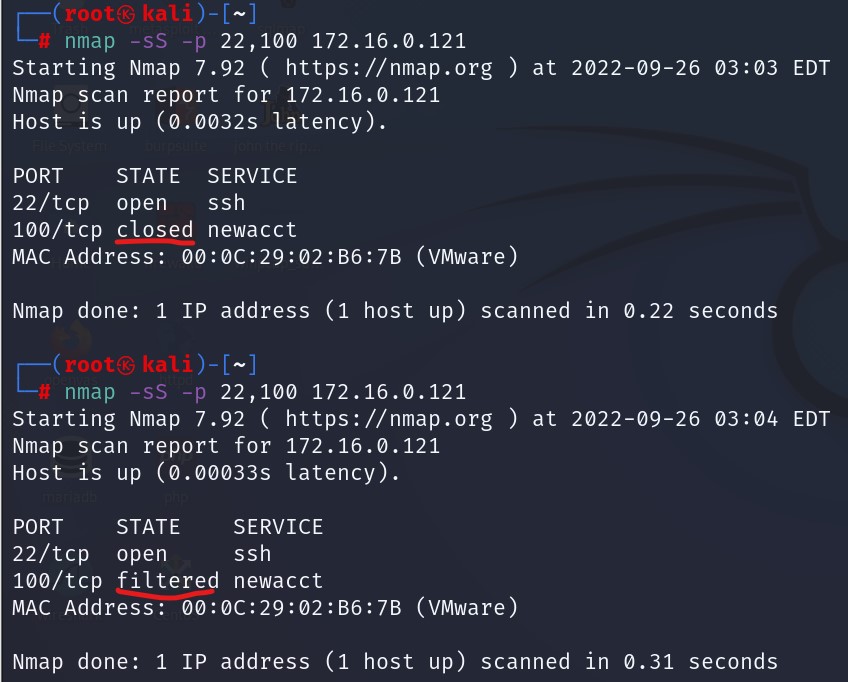 ┌──(root㉿kali)-[~]
└─# nmap -sS -p 22,100 172.16.0.121
Starting Nmap 7.92 ( https://nmap.org ) at 2022-09-26 03:03 EDT
Nmap scan report for 172.16.0.121
Host is up (0.0032s latency).
PORT    STATE  SERVICE
22/tcp  open   ssh
100/tcp closed newacct
MAC Address: 00:0C:29:02:B6:7B (VMware)
Nmap done: 1 IP address (1 host up) scanned in 0.22 seconds
┌──(root㉿kali)-[~]
└─# nmap -sS -p 22,100 172.16.0.121
Starting Nmap 7.92 ( https://nmap.org ) at 2022-09-26 03:04 EDT
Nmap scan report for 172.16.0.121
Host is up (0.00033s latency).
PORT    STATE    SERVICE
22/tcp  open     ssh
100/tcp filtered newacct
MAC Address: 00:0C:29:02:B6:7B (VMware)
Nmap done: 1 IP address (1 host up) scanned in 0.31 seconds